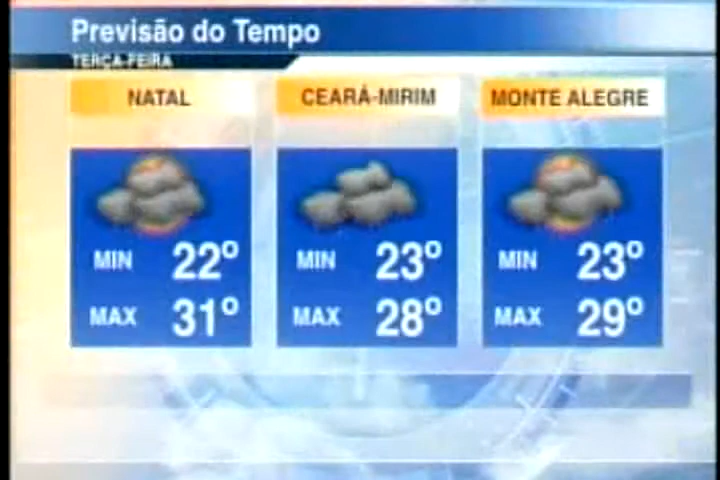 Previsão do Tempo
TERÇA-FEIRA
NATAL
MIN 22º
MAX 31º
CEARÁ-MIRIM
MIN 23º
MAX 28º
MONTE ALEGRE
MIN 23º
MAX 29º